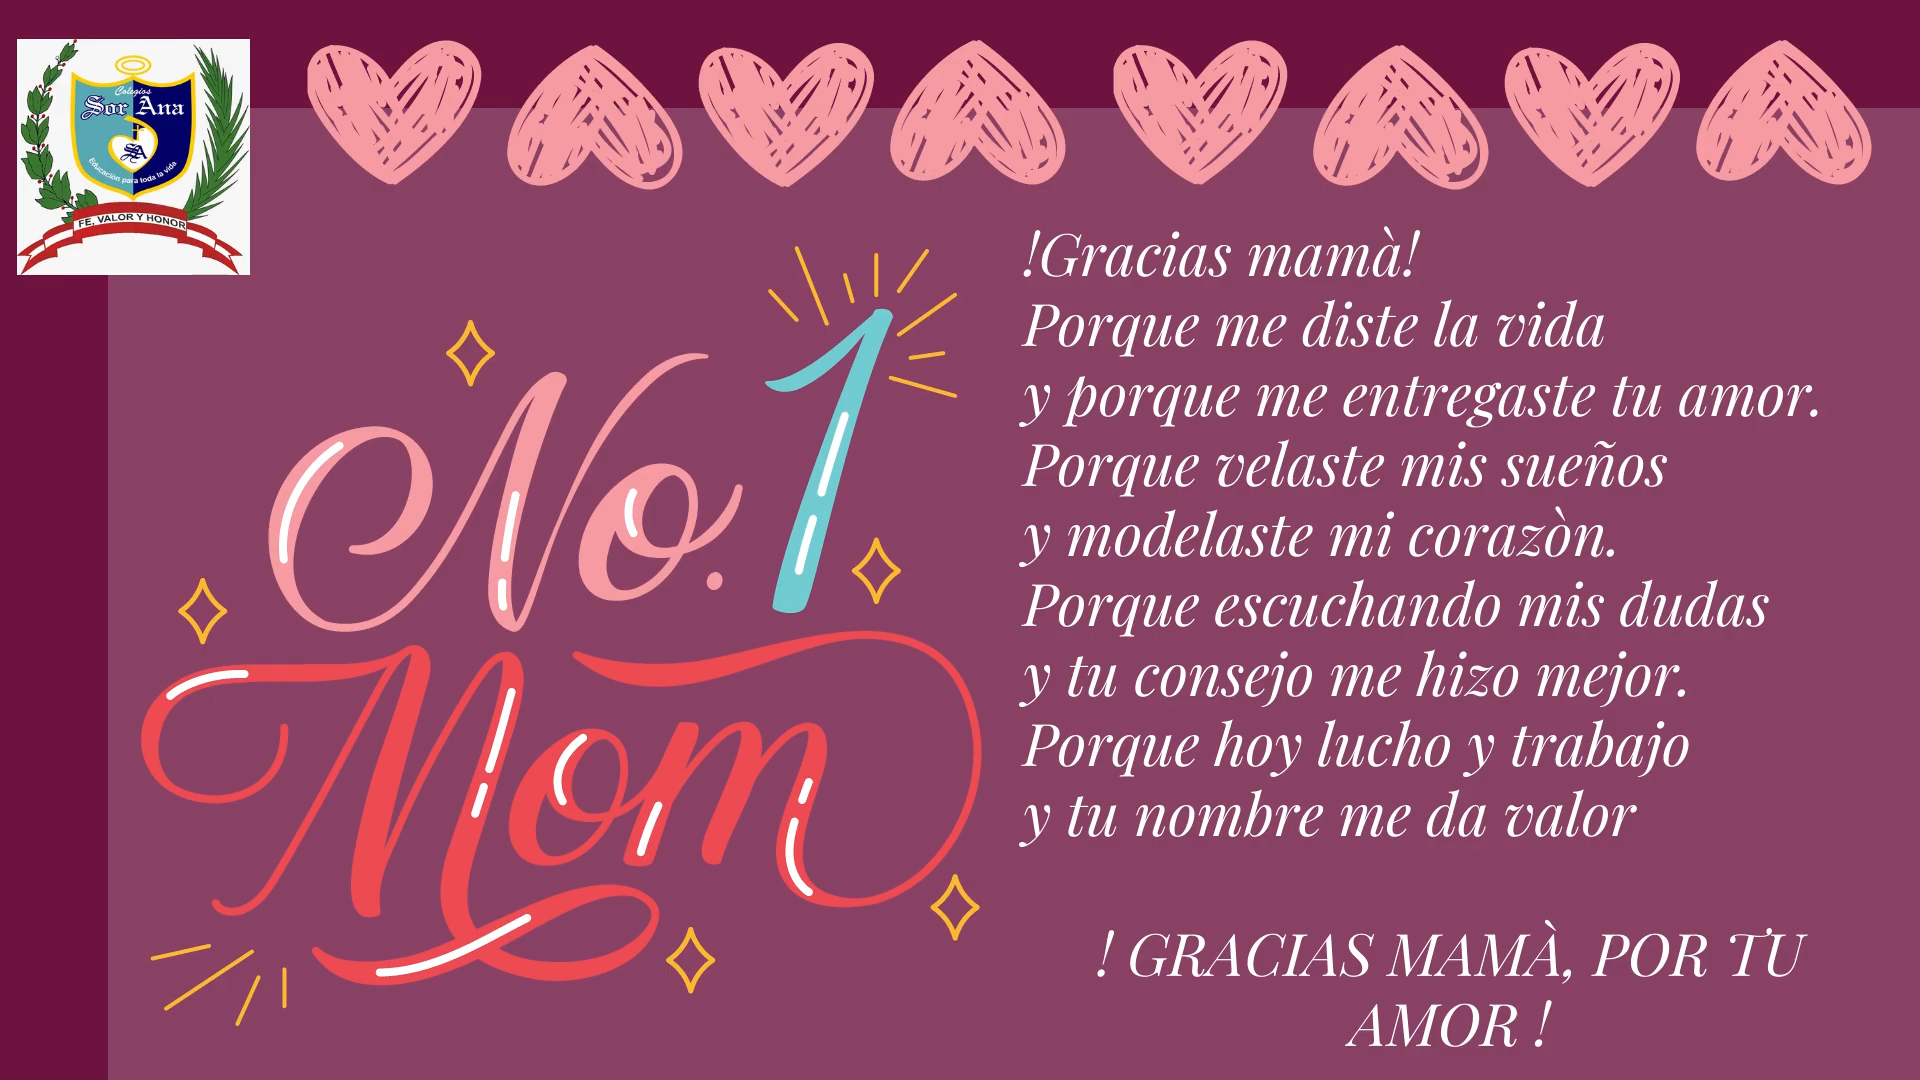 Colegios
Sor Ana
SA
Educación para toda la vida
FE, VALOR Y HONOR
No. 1
Mom
!Gracias mamà!
Porque me diste la vida
y porque me entregaste tu amor.
Porque velaste mis sueños
y modelaste mi corazòn.
Porque escuchando mis dudas
y tu consejo me hizo mejor.
Porque hoy lucho y trabajo
y tu nombre me da valor
! GRACIAS MAMÀ, POR TU
AMOR !